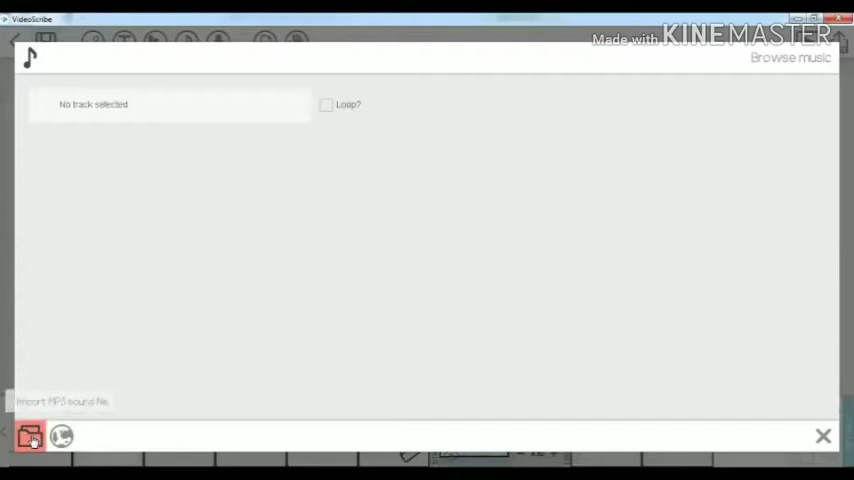 VideoScribe
Made with KINEMASTER
Browse music
No track selected
Loop?
Import MP3 sound file.